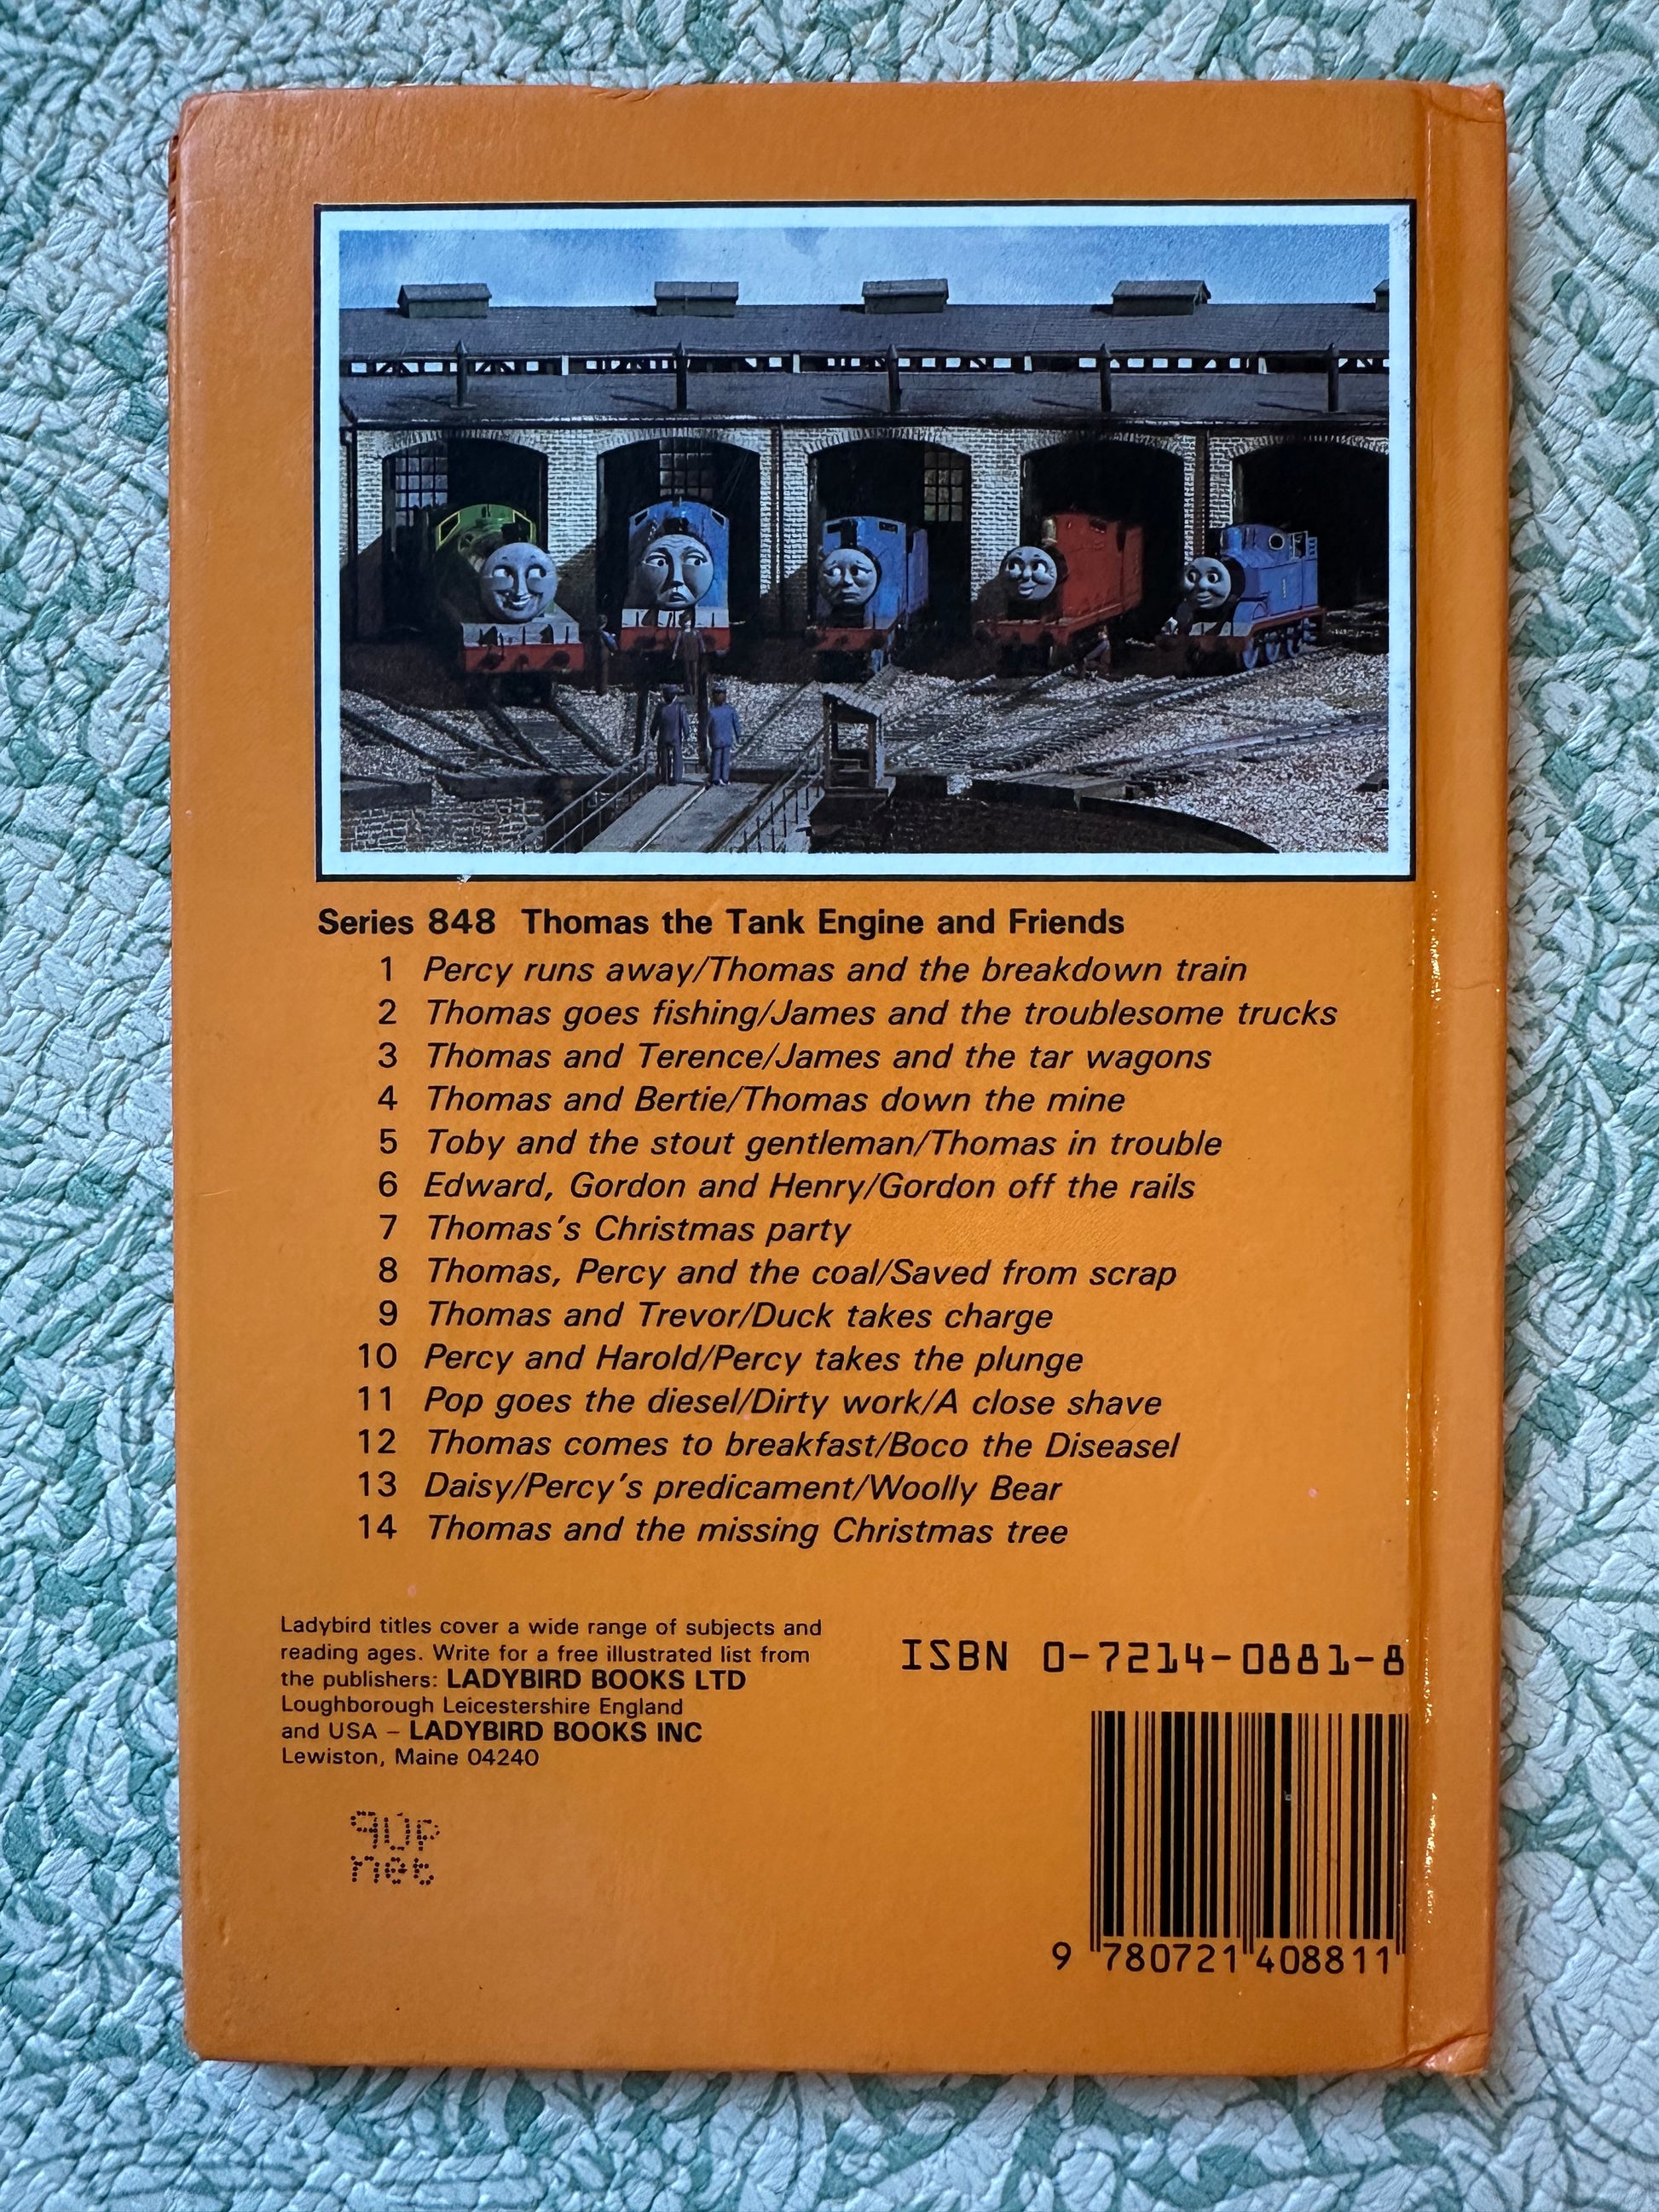 Series 848 Thomas the Tank Engine and Friends
1 Percy runs away/Thomas and the breakdown train
2 Thomas goes fishing/James and the troublesome trucks
3 Thomas and Terence/James and the tar wagons
4 Thomas and Bertie/Thomas down the mine
5 Toby and the stout gentleman/Thomas in trouble
6 Edward, Gordon and Henry/Gordon off the rails
7 Thomas's Christmas party
8 Thomas, Percy and the coal/Saved from scrap
9 Thomas and Trevor/Duck takes charge
10 Percy and Harold/Percy takes the plunge
11 Pop goes the diesel/Dirty work/A close shave
12 Thomas comes to breakfast/Boco the Diseasel
13 Daisy/Percy's predicament/Woolly Bear
14 Thomas and the missing Christmas tree
Ladybird titles cover a wide range of subjects and
reading ages. Write for a free illustrated list from
the publishers: LADYBIRD BOOKS LTD
Loughborough Leicestershire England
and USA – LADYBIRD BOOKS INC
Lewiston, Maine 04240
90p
net
ISBN 0-7214-0881-8
9 780721 408811